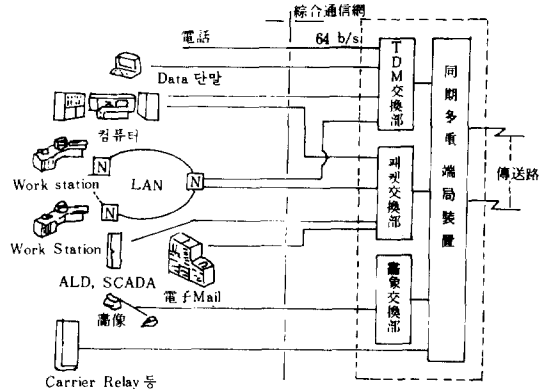 綜合通信網
電話
64 b/s
Data 단말
컴퓨터
Work station
LAN
N
N
N
Work Station
ALD, SCADA
電子Mail
畵像
Carrier Relay 등
TDM交換部
패킷交換部
畵像交換部
同期多重 端局裝置
傳送路